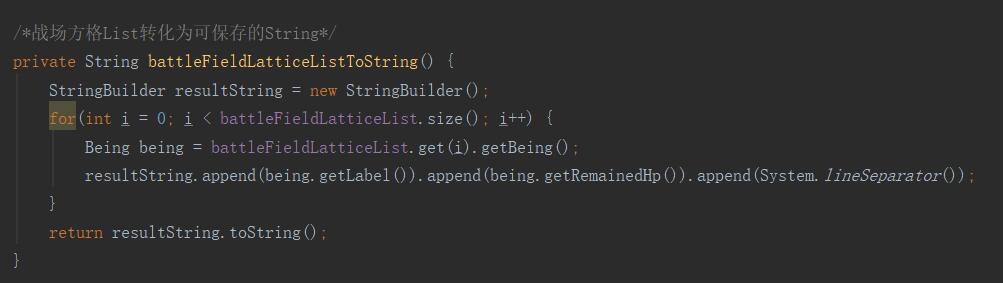 /*战场方格List转化为可保存的String*/
private String battleFieldLatticeListToString() {
    StringBuilder resultString = new StringBuilder();
    for(int i = 0; i < battleFieldLatticeList.size(); i++) {
        Being being = battleFieldLatticeList.get(i).getBeing();
        resultString.append(being.getLabel()).append(being.getRemainedHp()).append(System.lineSeparator());
    }
    return resultString.toString();
}